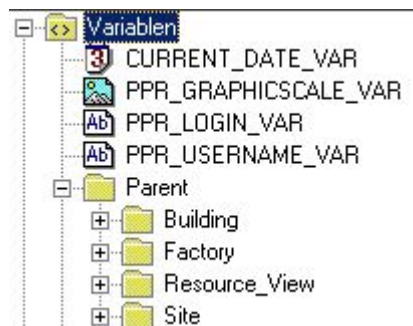 Variablen
CURRENT_DATE_VAR
PPR_GRAPHICSCALE_VAR
PPR_LOGIN_VAR
PPR_USERNAME_VAR
Parent
Building
Factory
Resource_View
Site